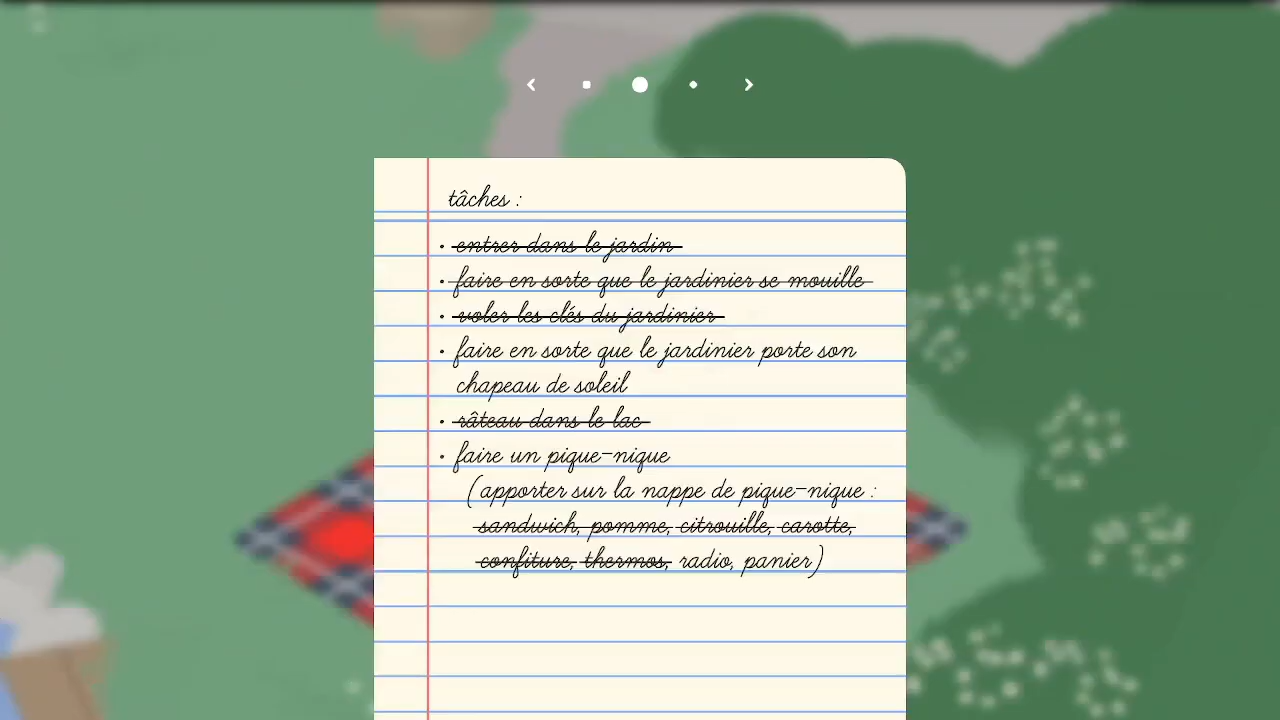 tâches :
• entrer dans le jardin
• faire en sorte que le jardinier se mouille
• voler les clés du jardinier
• faire en sorte que le jardinier porte son
chapeau de soleil
• râteau dans le lac
• faire un pique-nique
(apporter sur la nappe de pique-nique :
sandwich, pomme, citrouille, carotte,
confiture, thermos, radio, panier)